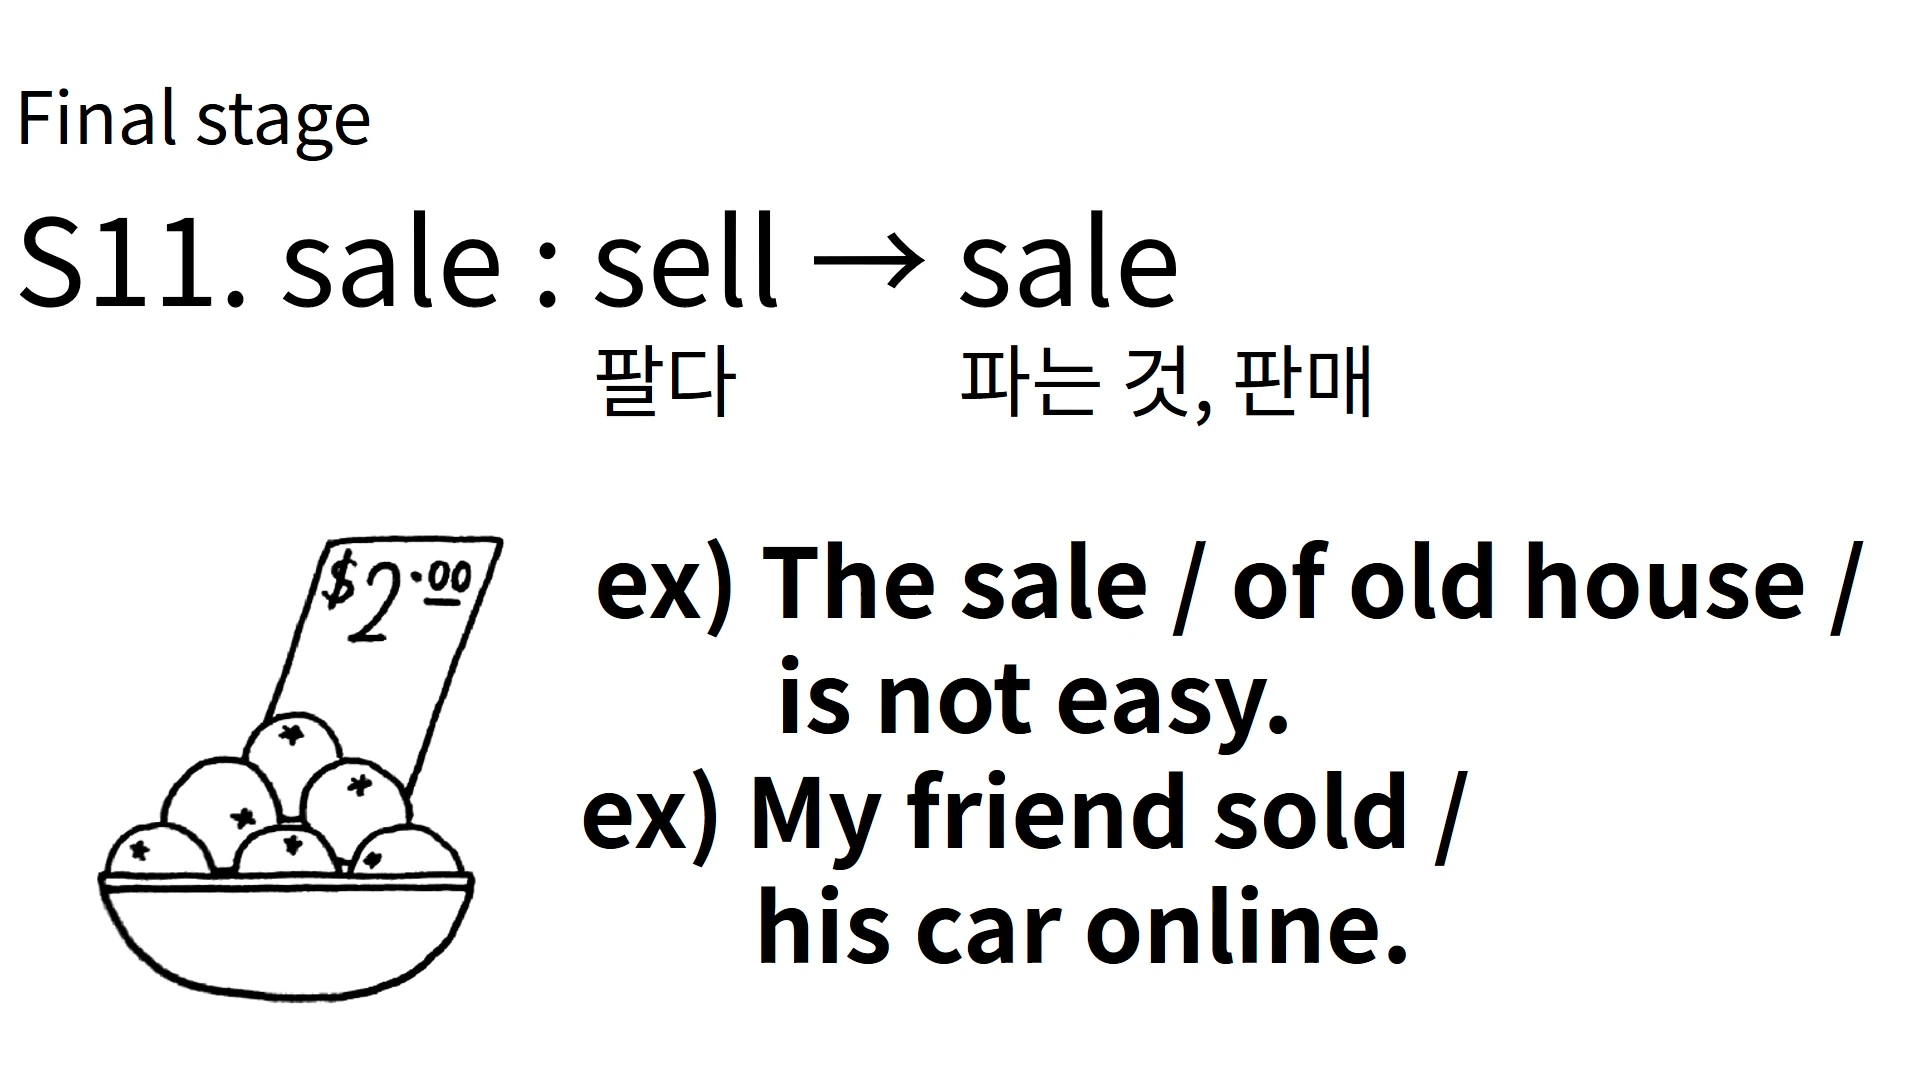 Final stage
S11. sale : sell → sale
팔다 파는 것, 판매
$2.00
ex) The sale / of old house /
is not easy.
ex) My friend sold /
his car online.